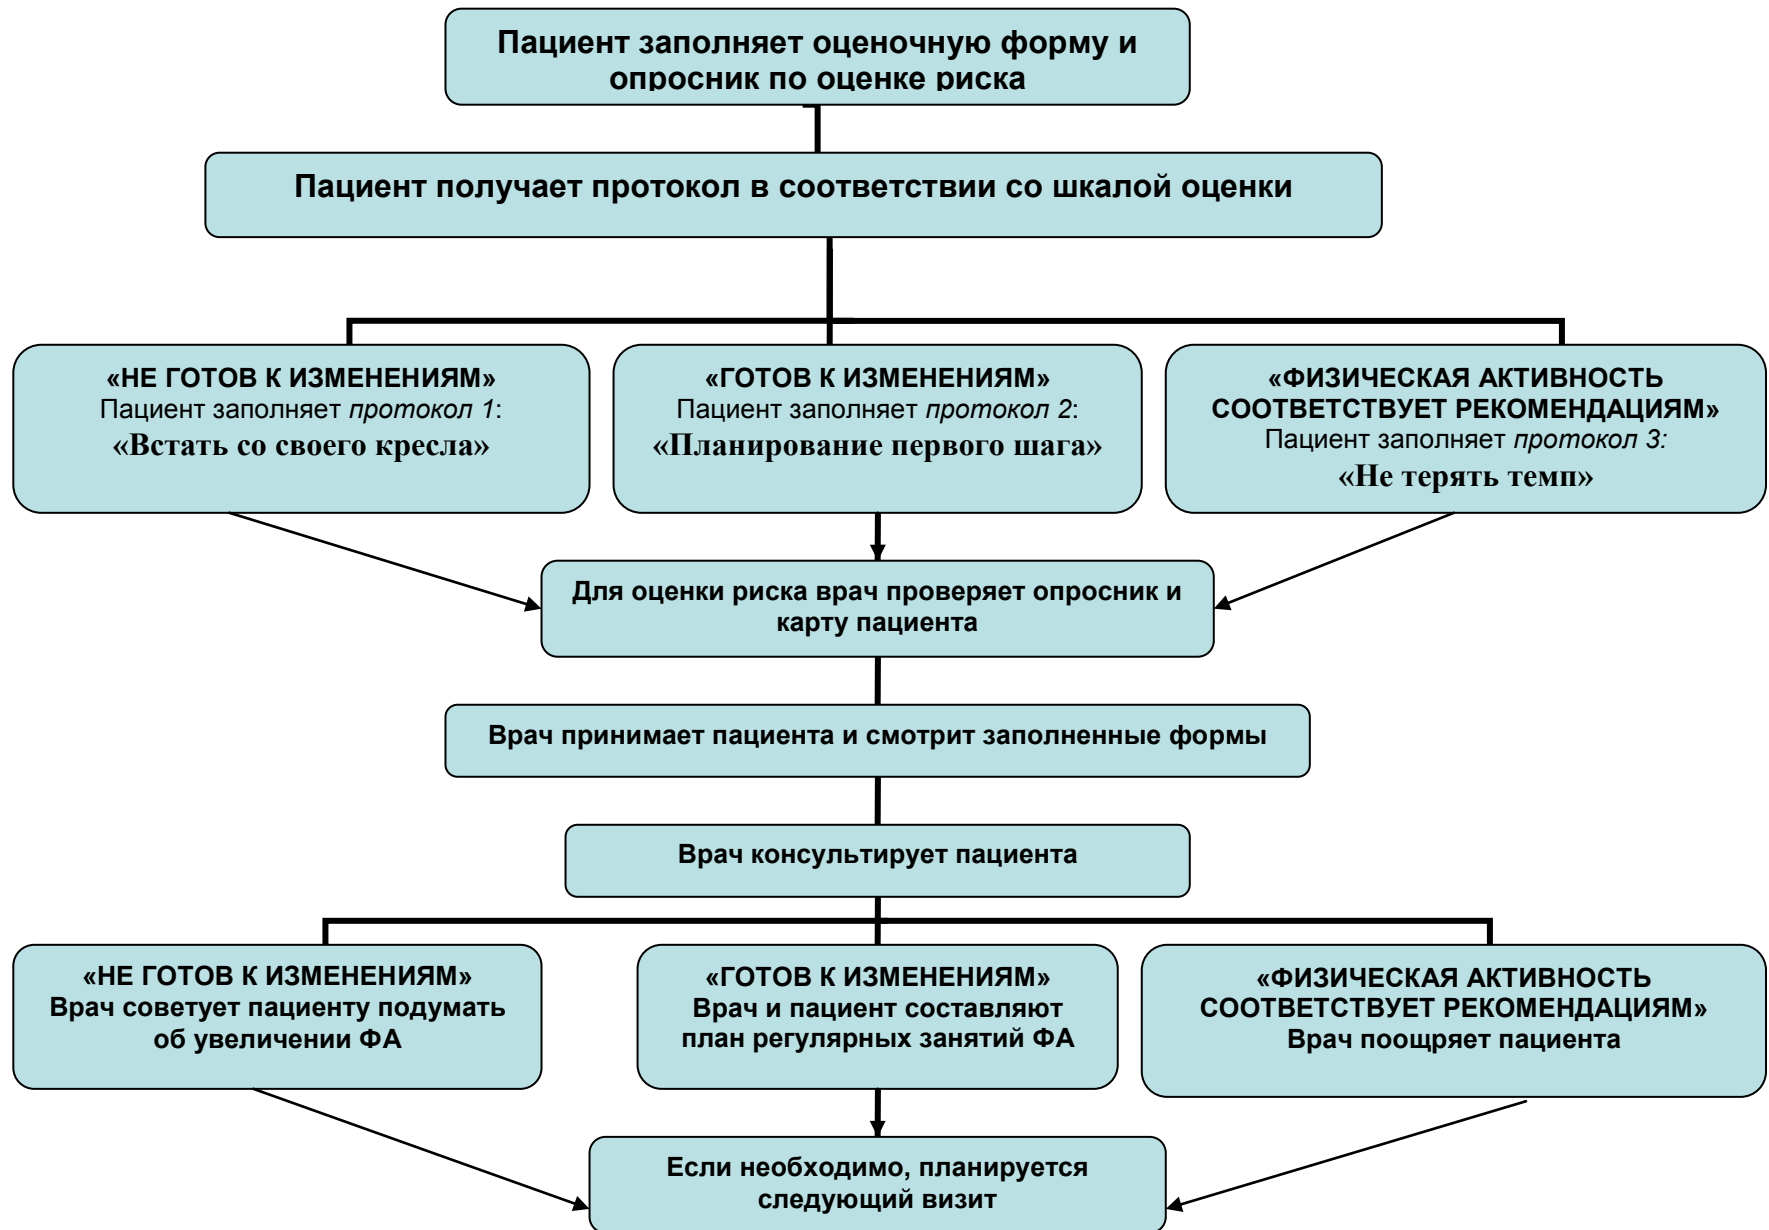 Пациент заполняет оценочную форму и
опросник по оценке риска
Пациент получает протокол в соответствии со шкалой оценки
«НЕ ГОТОВ К ИЗМЕНЕНИЯМ»
Пациент заполняет протокол 1:
«Встать со своего кресла»
«ГОТОВ К ИЗМЕНЕНИЯМ»
Пациент заполняет протокол 2:
«Планирование первого шага»
«ФИЗИЧЕСКАЯ АКТИВНОСТЬ
СООТВЕТСТВУЕТ РЕКОМЕНДАЦИЯМ»
Пациент заполняет протокол 3:
«Не терять темп»
Для оценки риска врач проверяет опросник и
карту пациента
Врач принимает пациента и смотрит заполненные формы
Врач консультирует пациента
«НЕ ГОТОВ К ИЗМЕНЕНИЯМ»
Врач советует пациенту подумать
об увеличении ФА
«ГОТОВ К ИЗМЕНЕНИЯМ»
Врач и пациент составляют
план регулярных занятий ФА
«ФИЗИЧЕСКАЯ АКТИВНОСТЬ
СООТВЕТСТВУЕТ РЕКОМЕНДАЦИЯМ»
Врач поощряет пациента
Если необходимо, планируется
следующий визит